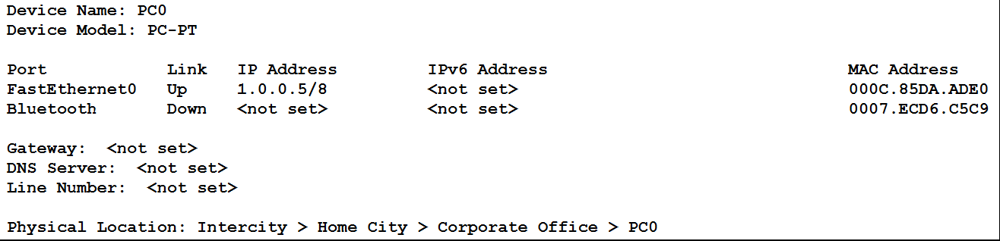 Device Name: PC0
Device Model: PC-PT
Port Link IP Address IPv6 Address MAC Address
FastEthernet0 Up 1.0.0.5/8 <not set> 000C.85DA.ADE0
Bluetooth Down <not set> <not set> 0007.ECD6.C5C9
Gateway: <not set>
DNS Server: <not set>
Line Number: <not set>
Physical Location: Intercity > Home City > Corporate Office > PC0